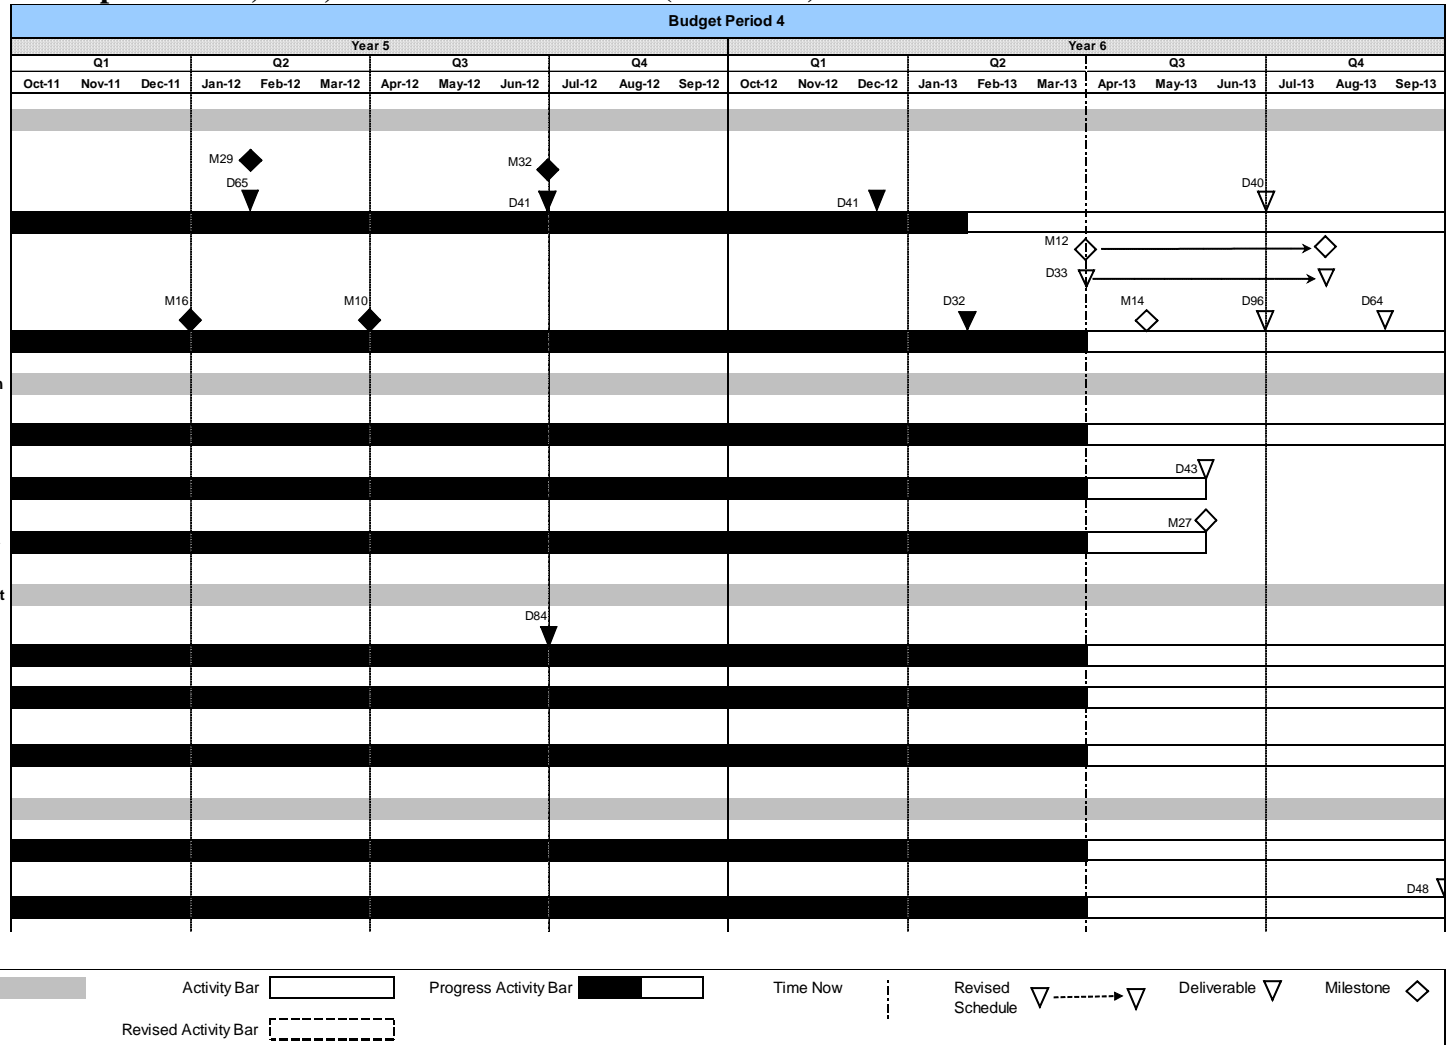 Budget Period 4
Year 5 Year 6
Q1 Q2 Q3 Q4 Q1 Q2 Q3 Q4
Oct-11 Nov-11 Dec-11 Jan-12 Feb-12 Mar-12 Apr-12 May-12 Jun-12 Jul-12 Aug-12 Sep-12 Oct-12 Nov-12 Dec-12 Jan-13 Feb-13 Mar-13 Apr-13 May-13 Jun-13 Jul-13 Aug-13 Sep-13
M29 M32
D65 D41 D41 D40
M12
D33
M16 M10 D32 M14 D96 D64
D43
M27
t
D84
D48
Activity Bar Progress Activity Bar Time Now Revised Schedule Deliverable Milestone
Revised Activity Bar